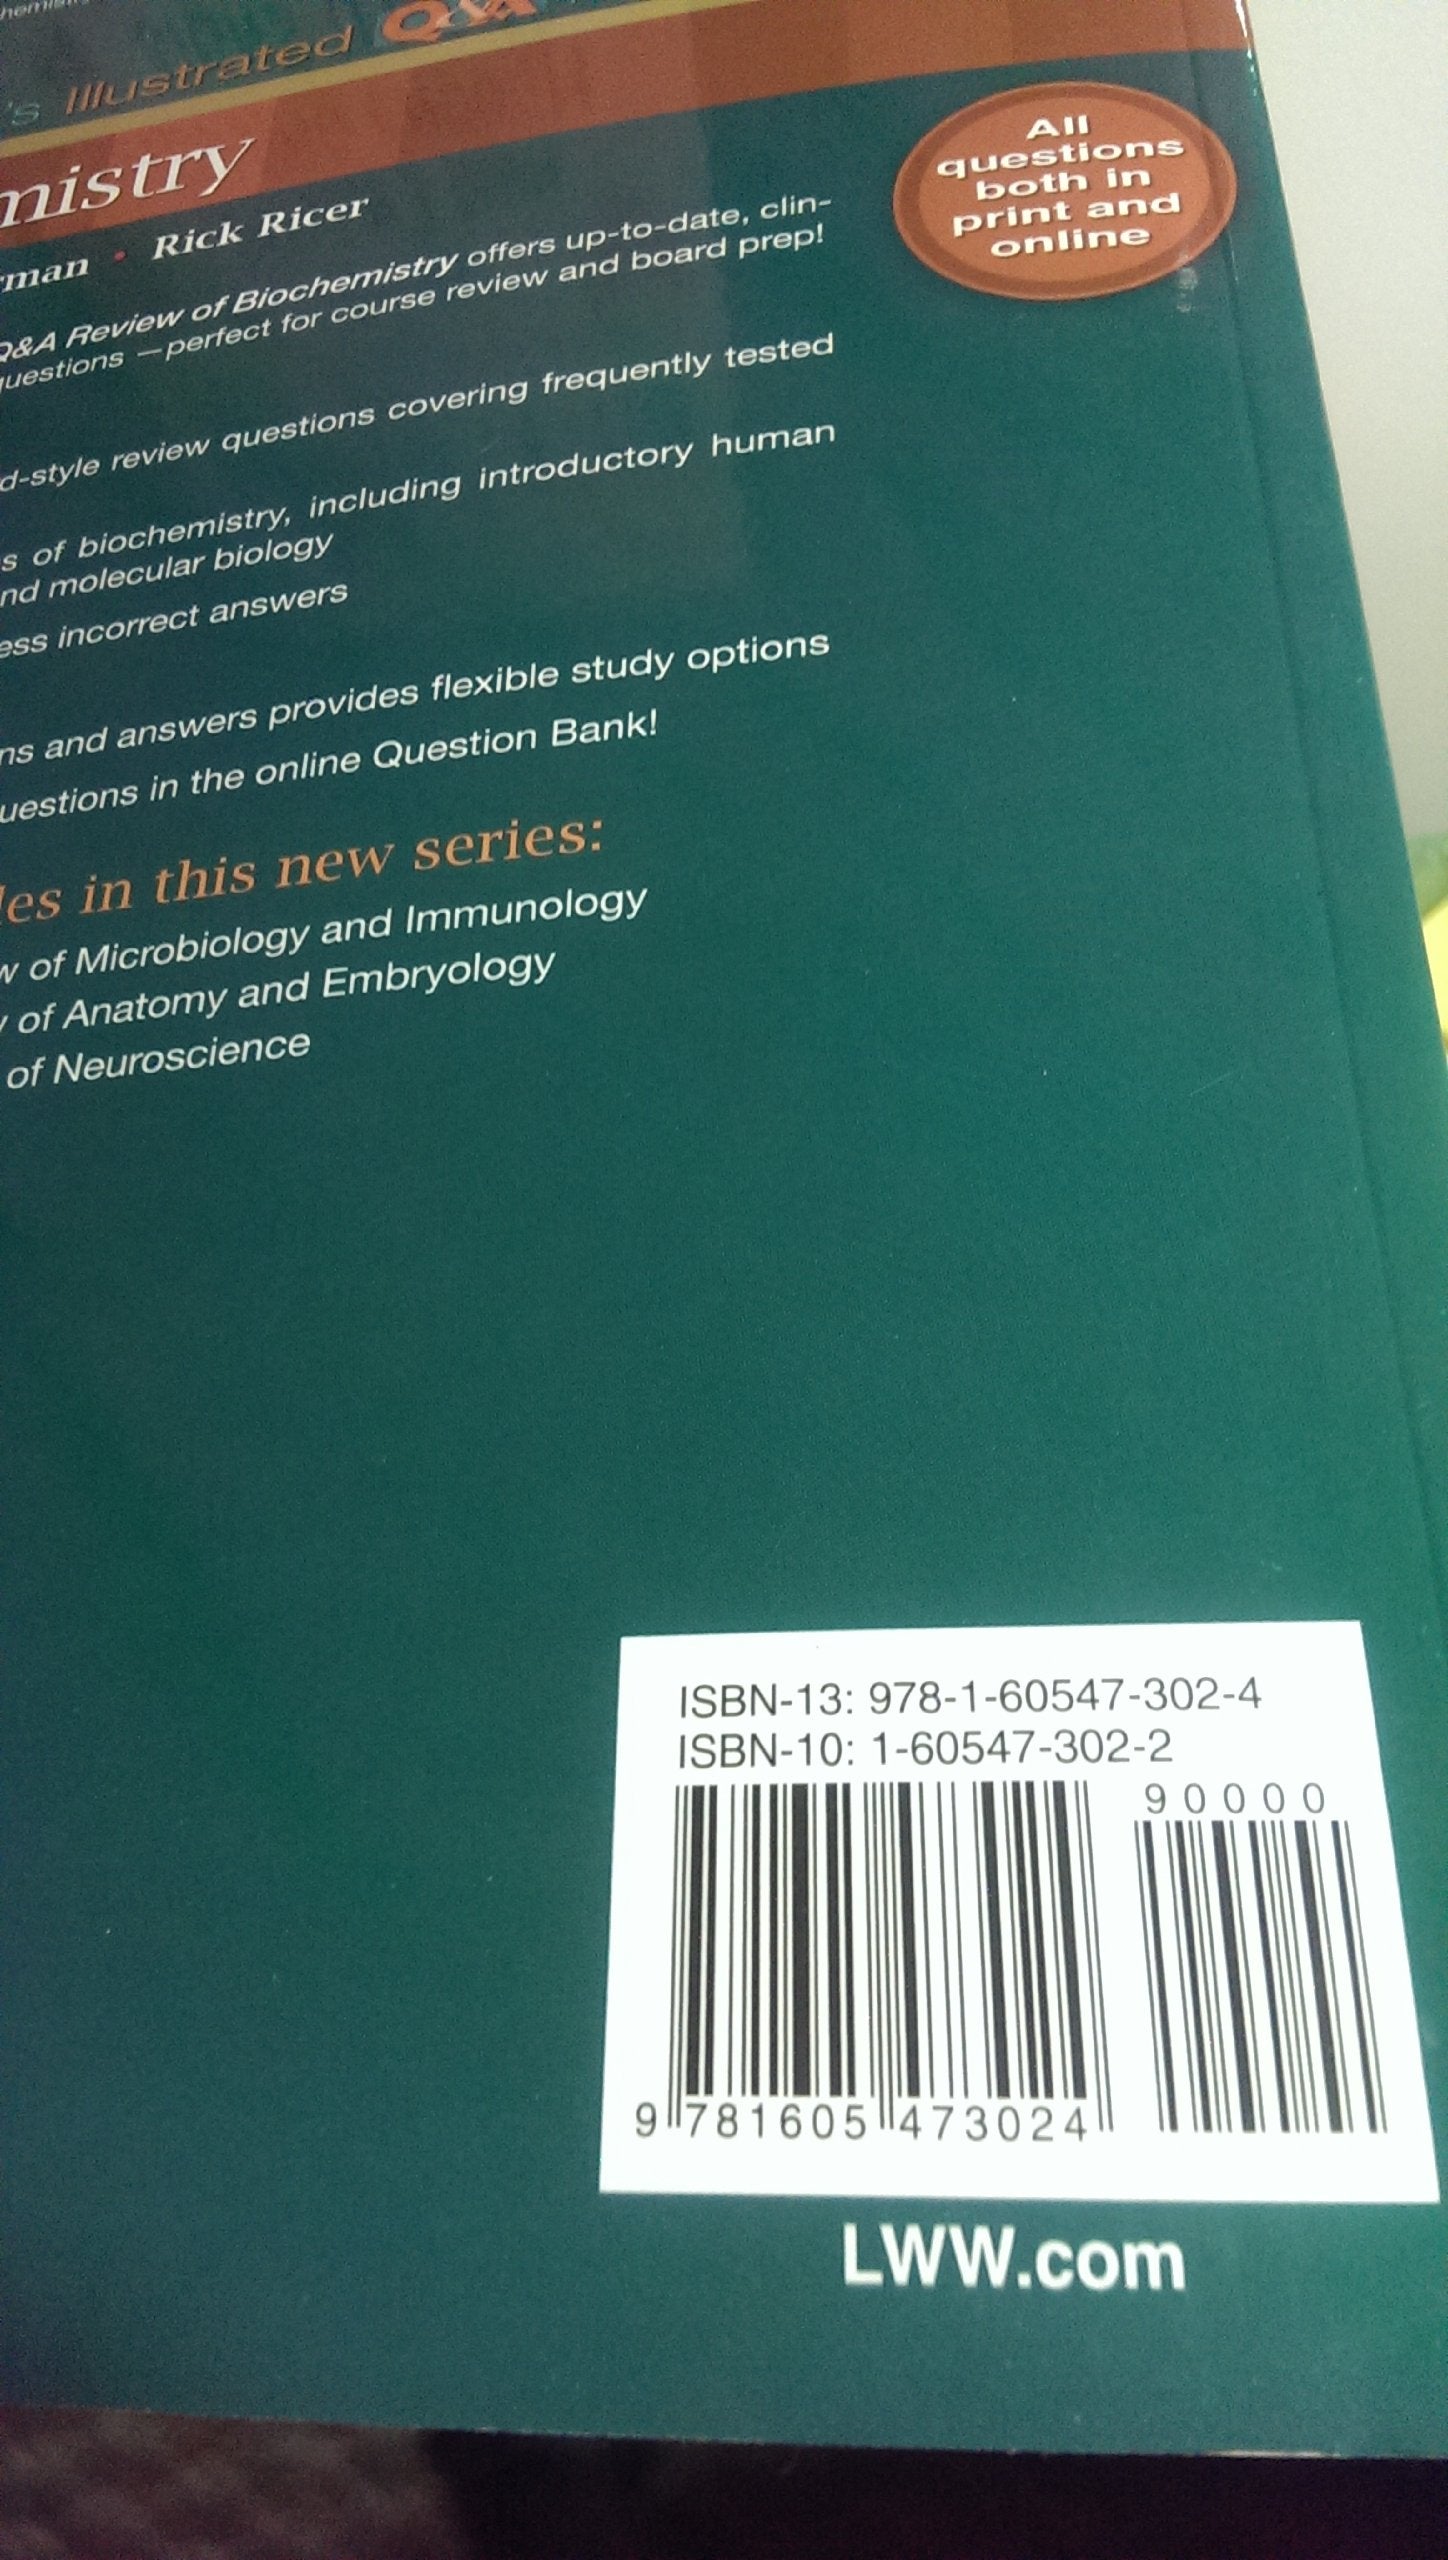 's Illustrated Q&A
mistry
rman • Rick Ricer
Q&A Review of Biochemistry offers up-to-date, clin-
questions —perfect for course review and board prep!
d-style review questions covering frequently tested
s of biochemistry, including introductory human
nd molecular biology
ess incorrect answers
ns and answers provides flexible study options
uestions in the online Question Bank!
les in this new series:
w of Microbiology and Immunology
of Anatomy and Embryology
of Neuroscience
All
questions
both in
print and
online
ISBN-13: 978-1-60547-302-4
ISBN-10: 1-60547-302-2
90000
9 781605 473024
LWW.com